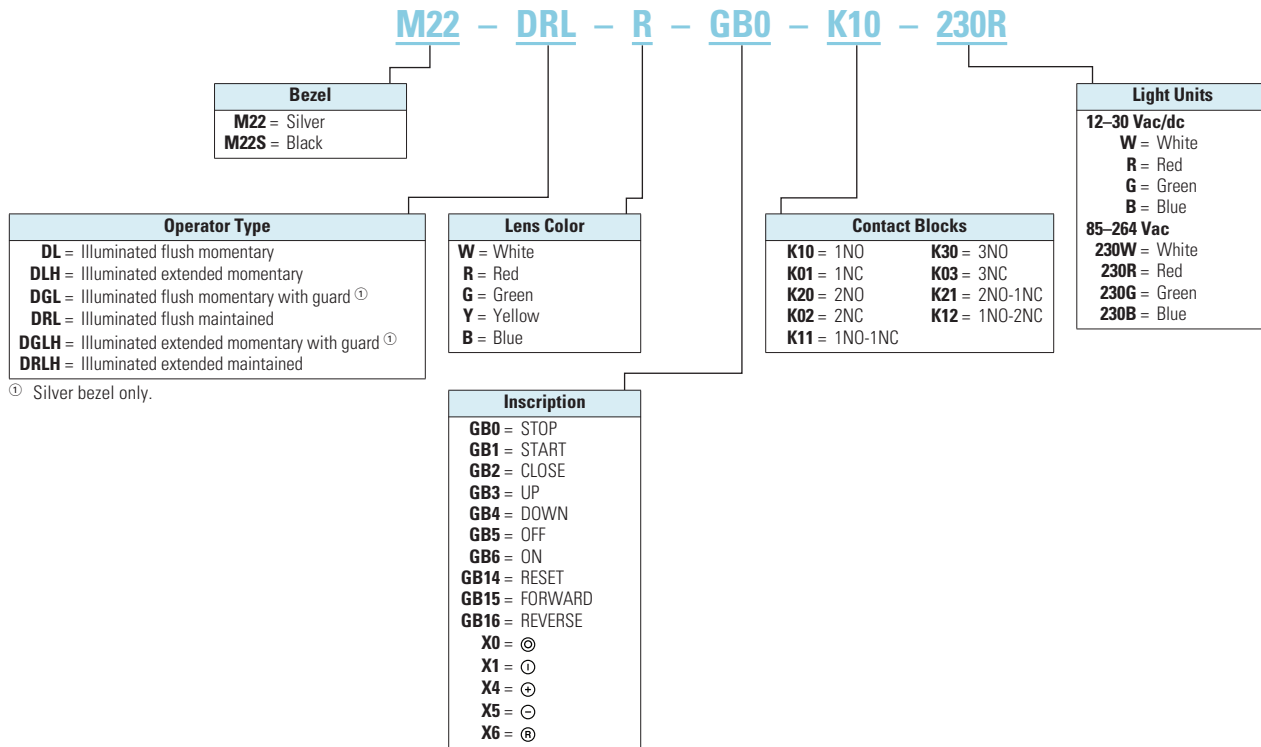 M22 – DRL – R – GB0 – K10 – 230R
Bezel
M22 = Silver
M22S = Black
Light Units
12–30 Vac/dc
W = White
R = Red
G = Green
B = Blue
85–264 Vac
230W = White
230R = Red
230G = Green
230B = Blue
Operator Type
DL = Illuminated flush momentary
DLH = Illuminated extended momentary
DGL = Illuminated flush momentary with guard ①
DRL = Illuminated flush maintained
DGLH = Illuminated extended momentary with guard ①
DRLH = Illuminated extended maintained
① Silver bezel only.
Lens Color
W = White
R = Red
G = Green
Y = Yellow
B = Blue
Contact Blocks
K10 = 1NO K30 = 3NO
K01 = 1NC K03 = 3NC
K20 = 2NO K21 = 2NO-1NC
K02 = 2NC K12 = 1NO-2NC
K11 = 1NO-1NC
Inscription
GB0 = STOP
GB1 = START
GB2 = CLOSE
GB3 = UP
GB4 = DOWN
GB5 = OFF
GB6 = ON
GB14 = RESET
GB15 = FORWARD
GB16 = REVERSE
X0 = ◎
X1 = Ⓘ
X4 = ⊕
X5 = ⊖
X6 = Ⓡ